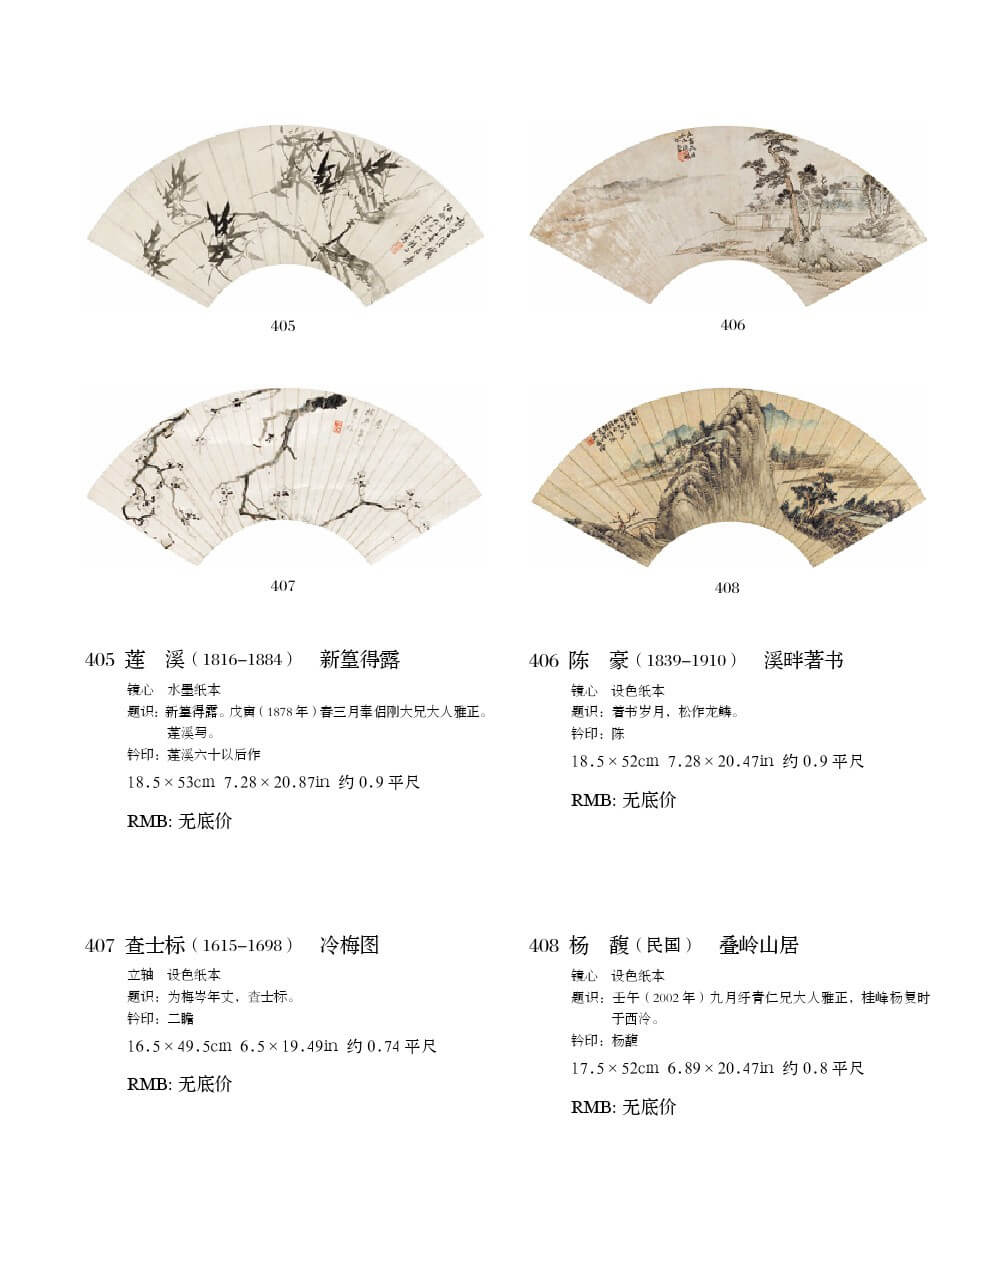 405
406
407
408
405 莲 溪（1816-1884） 新篁得露
镜心 水墨纸本
题识：新篁得露。戊寅（1878 年）春三月奉侣刚大兄大人雅正。
莲溪写。
钤印：莲溪六十以后作
18.5×53cm 7.28×20.87in 约 0.9 平尺
RMB: 无底价
406 陈 豪（1839-1910） 溪畔著书
镜心 设色纸本
题识：著书岁月，松作龙鳞。
钤印：陈
18.5×52cm 7.28×20.47in 约 0.9 平尺
RMB: 无底价
407 查士标（1615-1698） 冷梅图
立轴 设色纸本
题识：为梅岑年丈，查士标。
钤印：二瞻
16.5×49.5cm 6.5×19.49in 约 0.74 平尺
RMB: 无底价
408 杨 馥（民国） 叠岭山居
镜心 设色纸本
题识：壬午（2002 年）九月纾青仁兄大人雅正，桂峰杨复时
于西泠。
钤印：杨馥
17.5×52cm 6.89×20.47in 约 0.8 平尺
RMB: 无底价